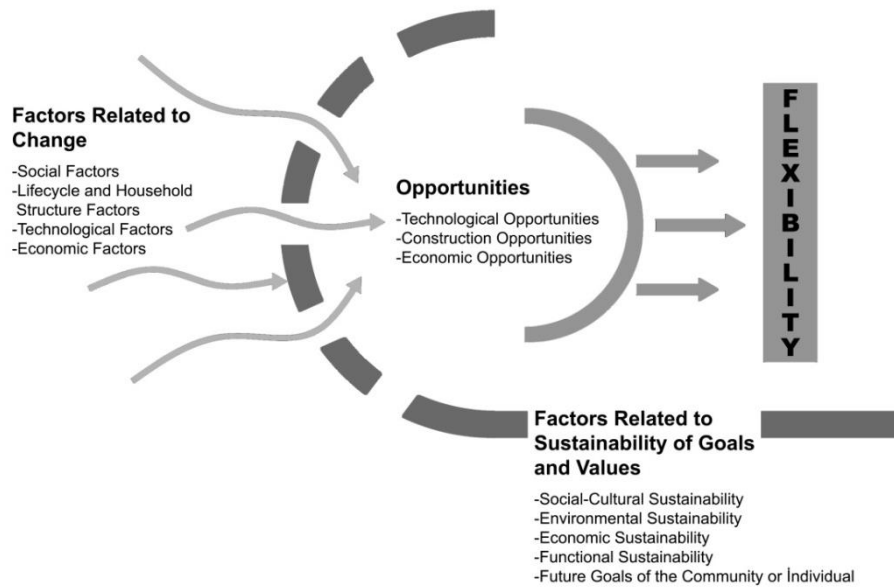 Factors Related to
Change
-Social Factors
-Lifecycle and Household
Structure Factors
-Technological Factors
-Economic Factors
Opportunities
-Technological Opportunities
-Construction Opportunities
-Economic Opportunities
FLEXIBILITY
Factors Related to
Sustainability of Goals
and Values
-Social-Cultural Sustainability
-Environmental Sustainability
-Economic Sustainability
-Functional Sustainability
-Future Goals of the Community or İndividual